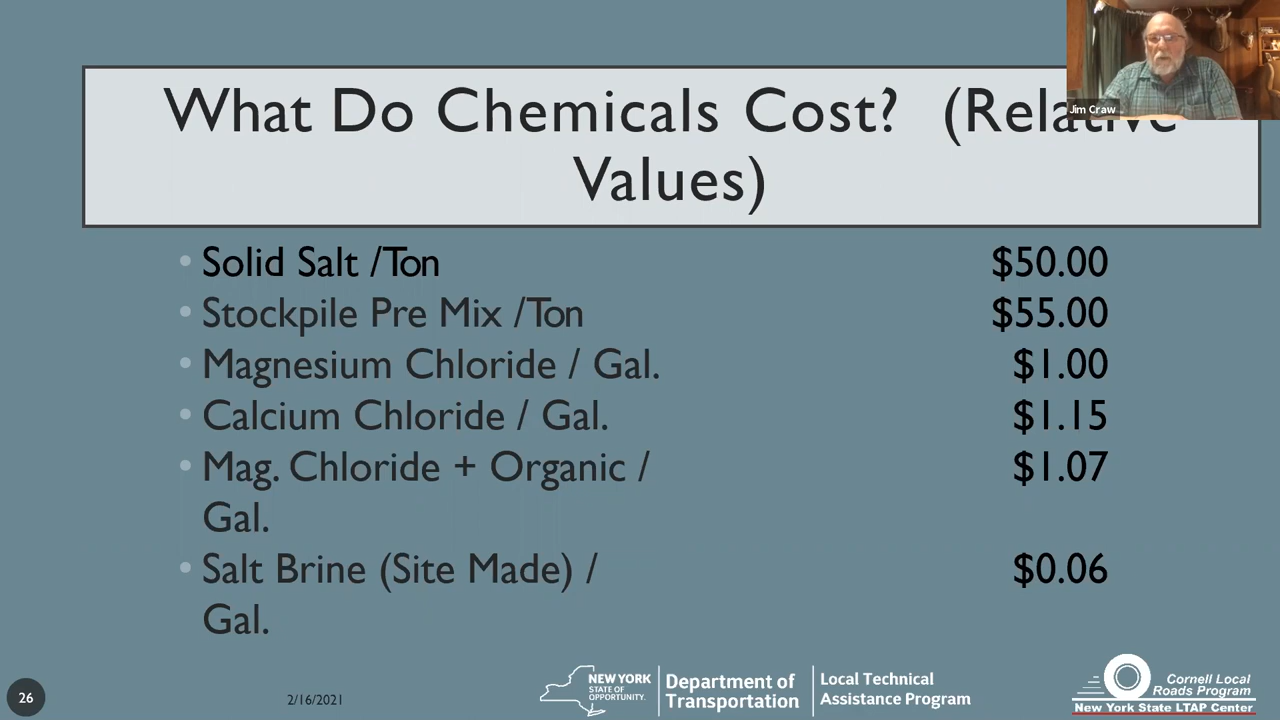 What Do Chemicals Cost? (Relative
Values)
Jim Craw
Solid Salt /Ton $50.00
Stockpile Pre Mix /Ton $55.00
Magnesium Chloride / Gal. $1.00
Calcium Chloride / Gal. $1.15
Mag. Chloride + Organic / $1.07
Gal.
Salt Brine (Site Made) / $0.06
Gal.
26
2/16/2021
NEW YORK
STATE OF
OPPORTUNITY.
Department of
Transportation
Local Technical
Assistance Program
Cornell Local
Roads Program
New York State LTAP Center